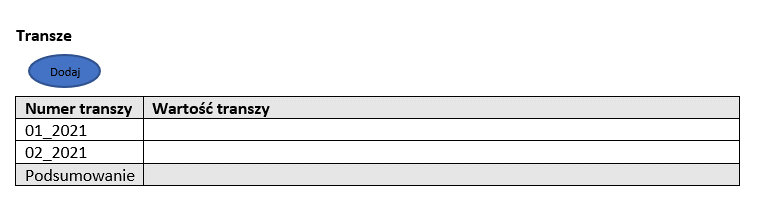 Transze
Dodaj
Numer transzy Wartość transzy
01_2021
02_2021
Podsumowanie